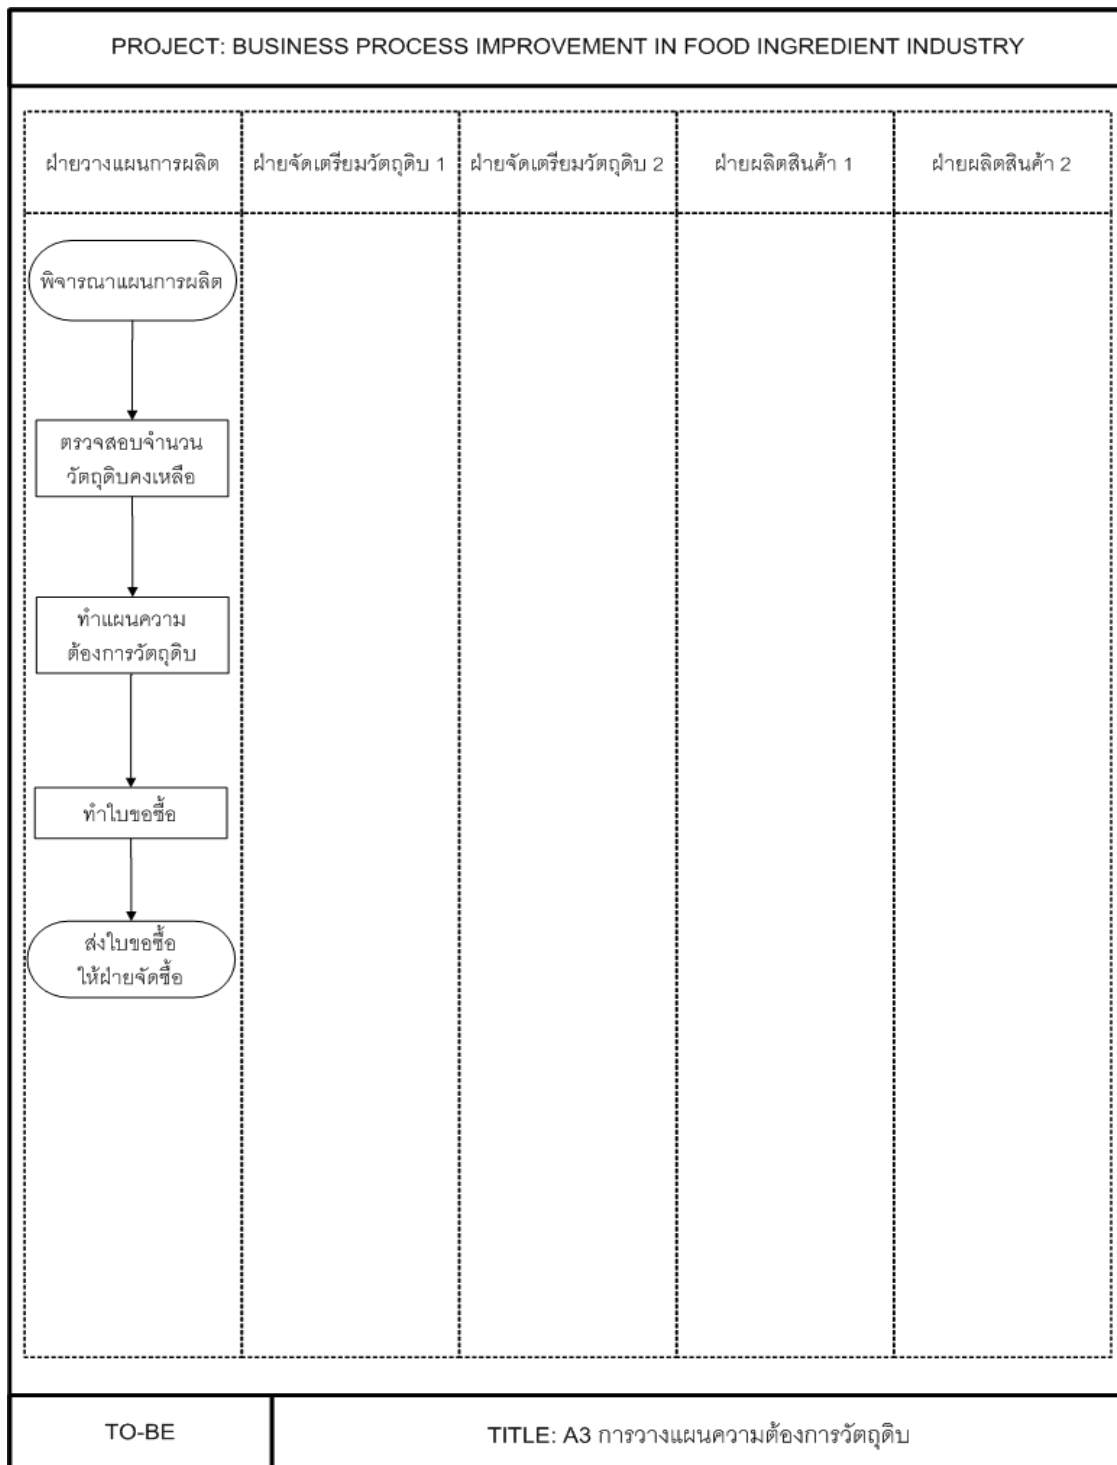 PROJECT: BUSINESS PROCESS IMPROVEMENT IN FOOD INGREDIENT INDUSTRY
ฝ่ายวางแผนการผลิต
ฝ่ายจัดเตรียมวัตถุดิบ 1
ฝ่ายจัดเตรียมวัตถุดิบ 2
ฝ่ายผลิตสินค้า 1
ฝ่ายผลิตสินค้า 2
พิจารณาแผนการผลิต
ตรวจสอบจำนวน
วัตถุดิบคงเหลือ
ทำแผนความ
ต้องการวัตถุดิบ
ทำใบขอซื้อ
ส่งใบขอซื้อ
ให้ฝ่ายจัดซื้อ
TO-BE
TITLE: A3 การวางแผนความต้องการวัตถุดิบ